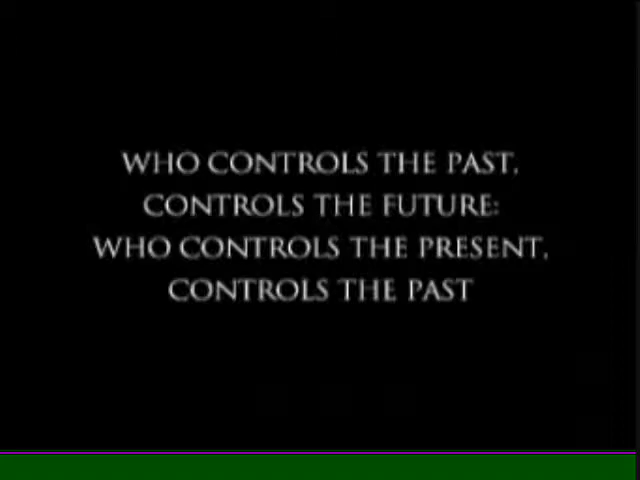 WHO CONTROLS THE PAST,
CONTROLS THE FUTURE:
WHO CONTROLS THE PRESENT,
CONTROLS THE PAST